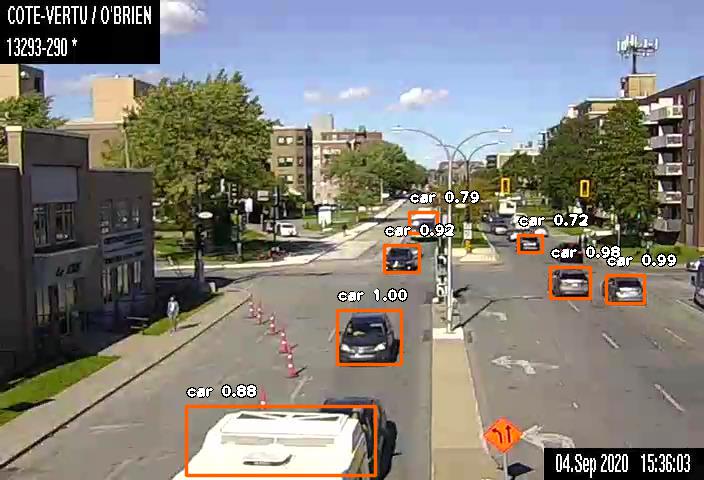 COTE-VERTU / O'BRIEN
13293-290 *
car 0.79
car 0.72
car 0.92
car 0.98
car 0.99
car 1.00
car 0.88
04.Sep 2020 15:36:03